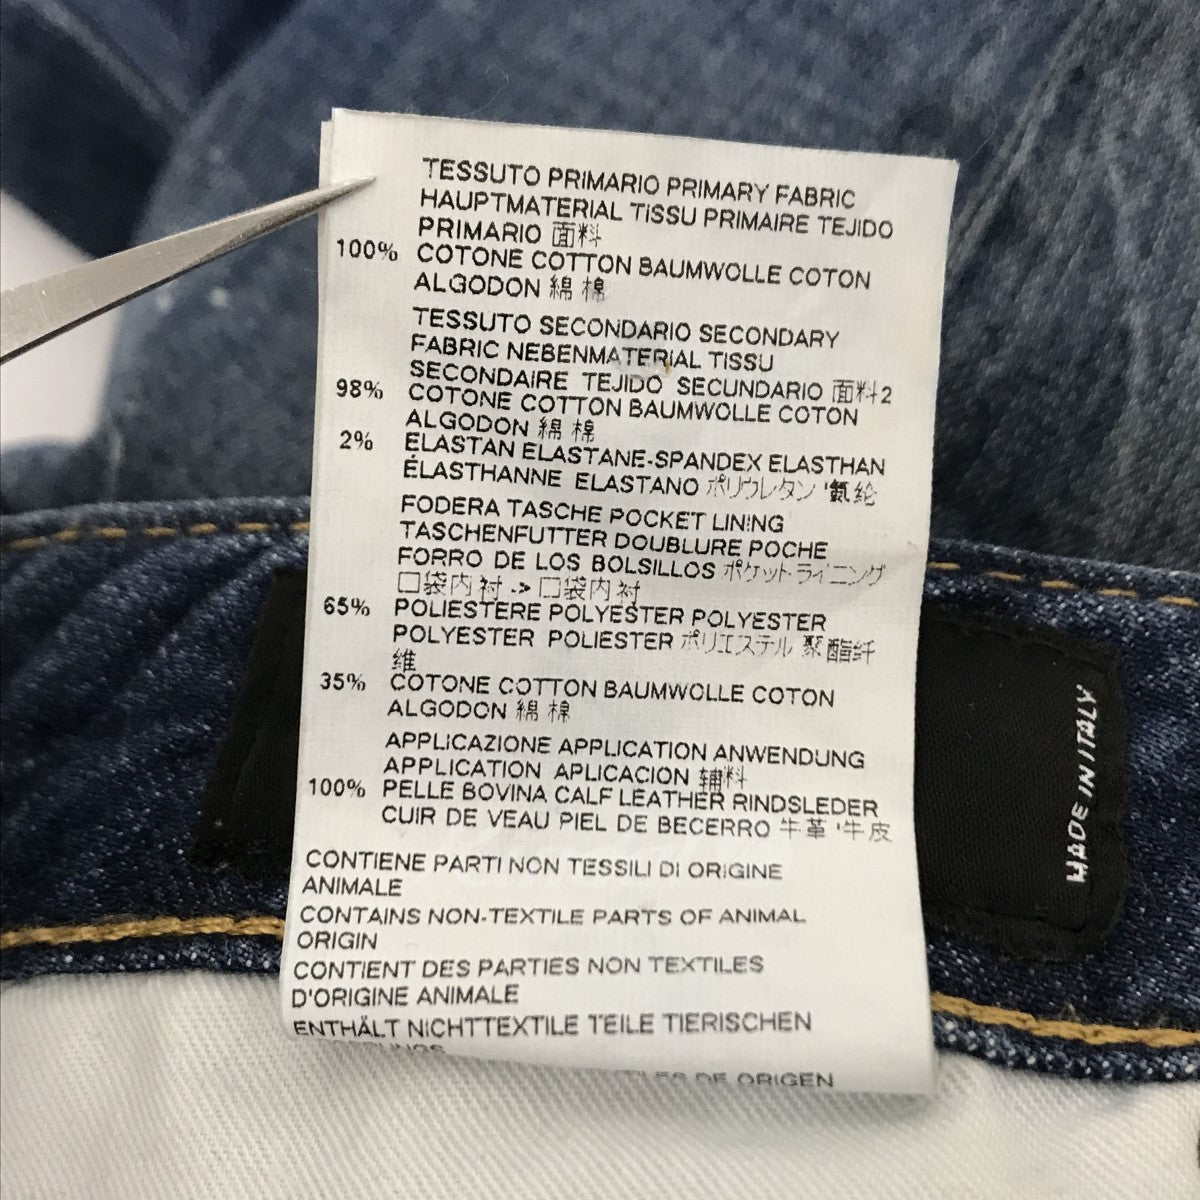 TESSUTO PRIMARIO PRIMARY FABRIC
HAUPTMATERIAL TISSU PRIMAIRE TEJIDO
PRIMARIO 面料
100% COTONE COTTON BAUMWOLLE COTON
ALGODON 綿 棉
TESSUTO SECONDARIO SECONDARY
FABRIC NEBENMATERIAL TISSU
SECONDAIRE TEJIDO SECUNDARIO 面料2
98% COTONE COTTON BAUMWOLLE COTON
ALGODON 綿 棉
2% ELASTAN ELASTANE-SPANDEX ELASTHAN
ÉLASTHANNE ELASTANO ポリウレタン '氨纶
FODERA TASCHE POCKET LINING
TASCHENFUTTER DOUBLURE POCHE
FORRO DE LOS BOLSILLOS ポケットライニング
口袋内衬 -> 口袋内衬
65% POLIESTERE POLYESTER POLYESTER
POLYESTER POLIESTER ポリエステル 聚酯纤
维
35% COTONE COTTON BAUMWOLLE COTON
ALGODON 綿 棉
APPLICAZIONE APPLICATION ANWENDUNG
APPLICATION APLICACION 辅料
100% PELLE BOVINA CALF LEATHER RINDSLEDER
CUIR DE VEAU PIEL DE BECERRO 牛革 '牛皮
CONTIENE PARTI NON TESSILI DI ORIGINE
ANIMALE
CONTAINS NON-TEXTILE PARTS OF ANIMAL
ORIGIN
CONTIENT DES PARTIES NON TEXTILES
D'ORIGINE ANIMALE
ENTHÄLT NICHTTEXTILE TEILE TIERISCHEN
DE ORIGEN
MADE IN ITALY